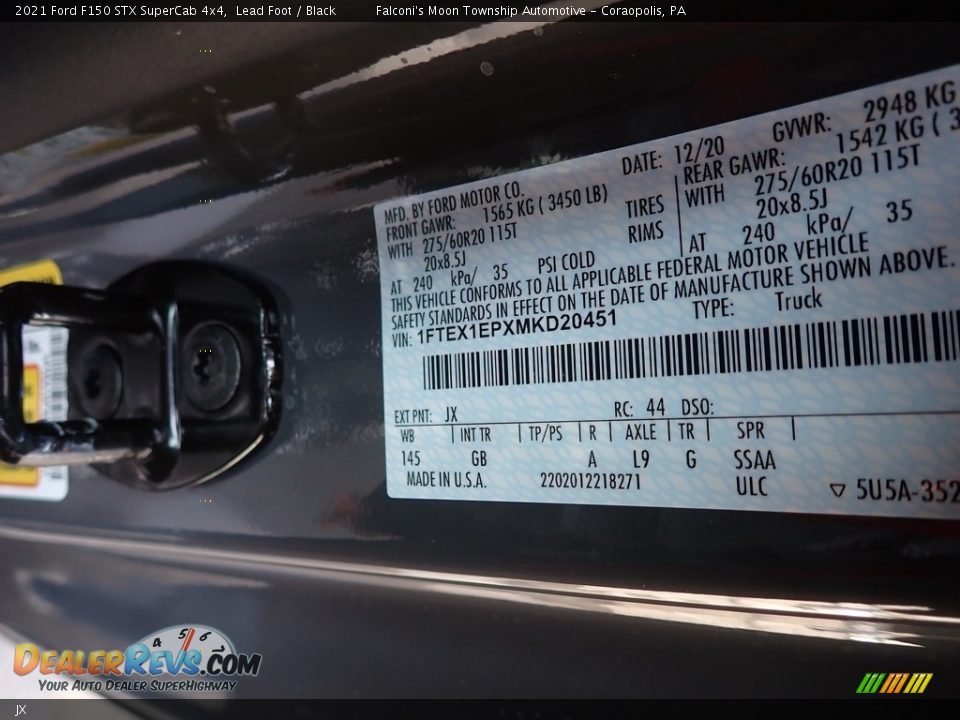 2021 Ford F150 STX SuperCab 4x4, Lead Foot / Black Falconi's Moon Township Automotive - Coraopolis, PA
MFD. BY FORD MOTOR CO. DATE: 12/20 GVWR: 2948 KG
FRONT GAWR: 1565 KG ( 3450 LB) REAR GAWR: 1542 KG ( 3
WITH 275/60R20 115T TIRES WITH 275/60R20 115T
20x8.5J RIMS 20x8.5J
AT 240 kPa/ 35 PSI COLD AT 240 kPa/ 35
THIS VEHICLE CONFORMS TO ALL APPLICABLE FEDERAL MOTOR VEHICLE
SAFETY STANDARDS IN EFFECT ON THE DATE OF MANUFACTURE SHOWN ABOVE.
VIN: 1FTEX1EPXMKD20451 TYPE: Truck
EXT PNT: JX RC: 44 DSO:
WB INT TR TP/PS R AXLE TR SPR
145 GB A L9 G SSAA
MADE IN U.S.A. 220201221827​1 ULC 5U5A-352
4 5 6
DEALERREVS.COM
YOUR AUTO DEALER SUPERHIGHWAY
JX